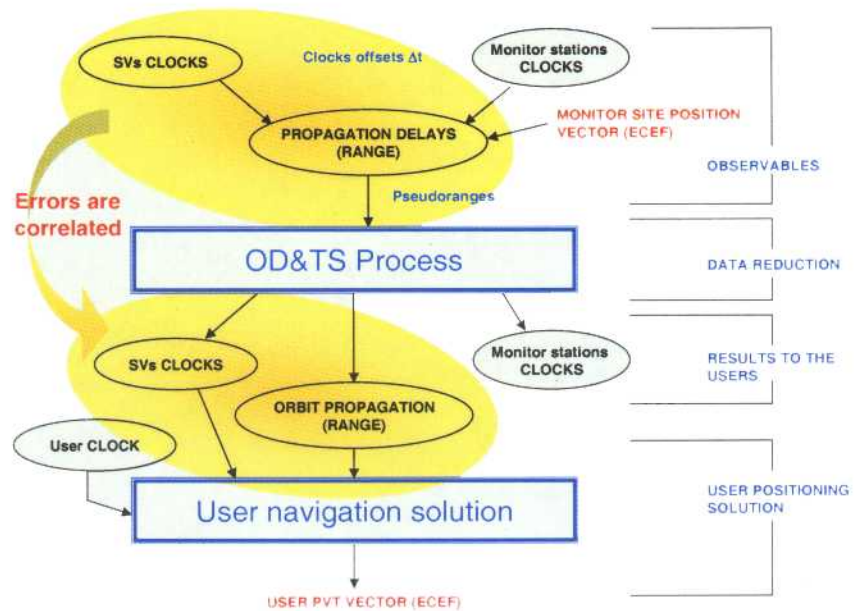 SVs CLOCKS
Clocks offsets Δt
Monitor stations
CLOCKS
PROPAGATION DELAYS
(RANGE)
MONITOR SITE POSITION
VECTOR (ECEF)
OBSERVABLES
Pseudoranges
Errors are
correlated
OD&TS Process
DATA REDUCTION
SVs CLOCKS
Monitor stations
CLOCKS
RESULTS TO THE
USERS
ORBIT PROPAGATION
(RANGE)
User CLOCK
User navigation solution
USER POSITIONING
SOLUTION
USER PVT VECTOR (ECEF)